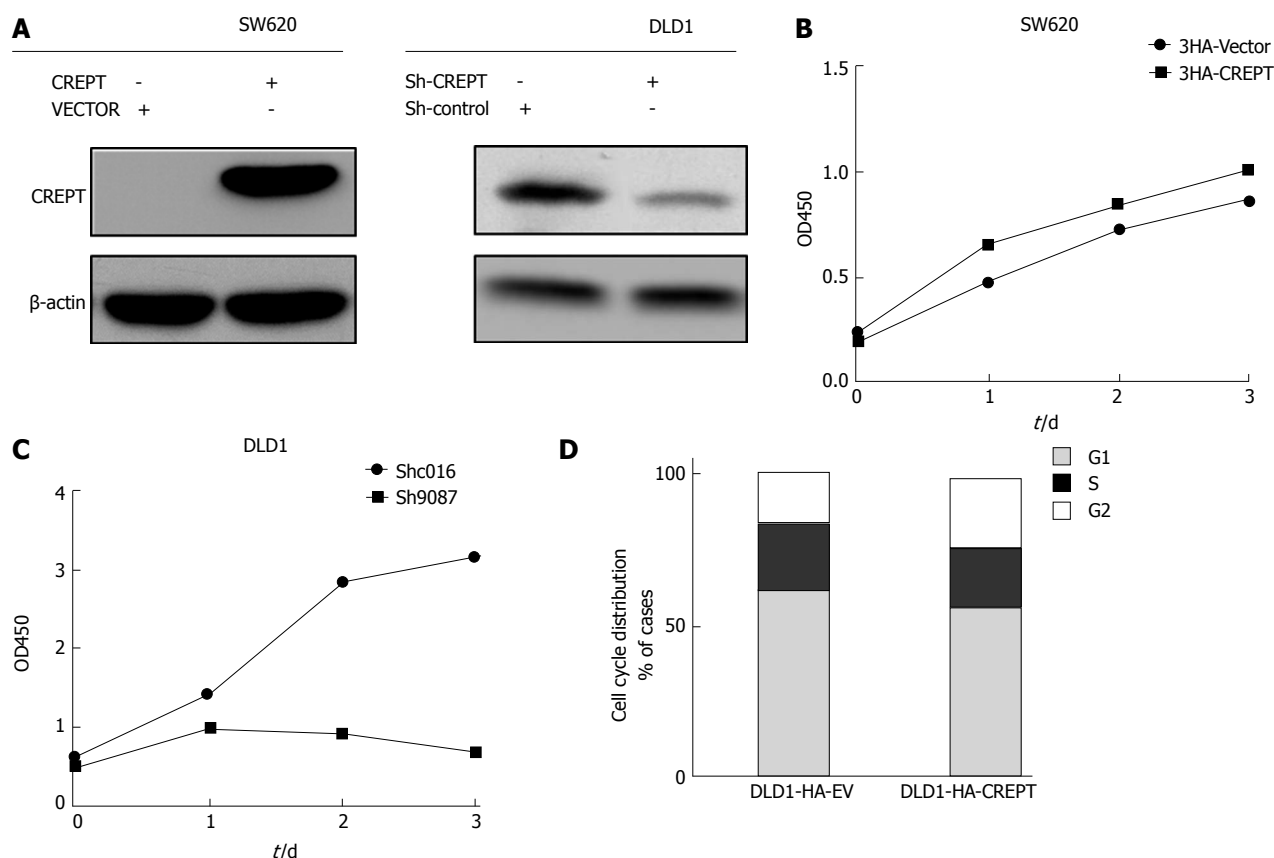 A
SW620
CREPT - +
VECTOR + -
CREPT
β-actin
DLD1
Sh-CREPT - +
Sh-control + -
B
SW620
3HA-Vector
3HA-CREPT
1.5
1.0
0.5
0.0
OD450
0 1 2 3
t/d
C
DLD1
Shc016
Sh9087
4
3
2
1
0
OD450
0 1 2 3
t/d
D
G1
S
G2
100
50
0
Cell cycle distribution
% of cases
DLD1-HA-EV DLD1-HA-CREPT